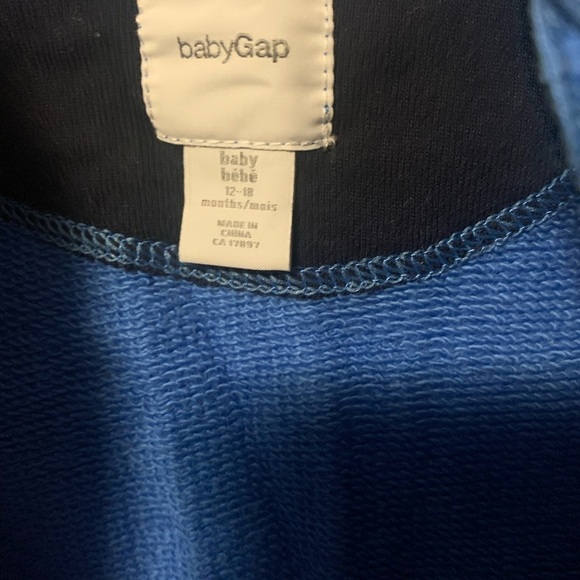 babyGap
baby
bébé
12-18
months/mois
MADE IN
CHINA
CA 17897